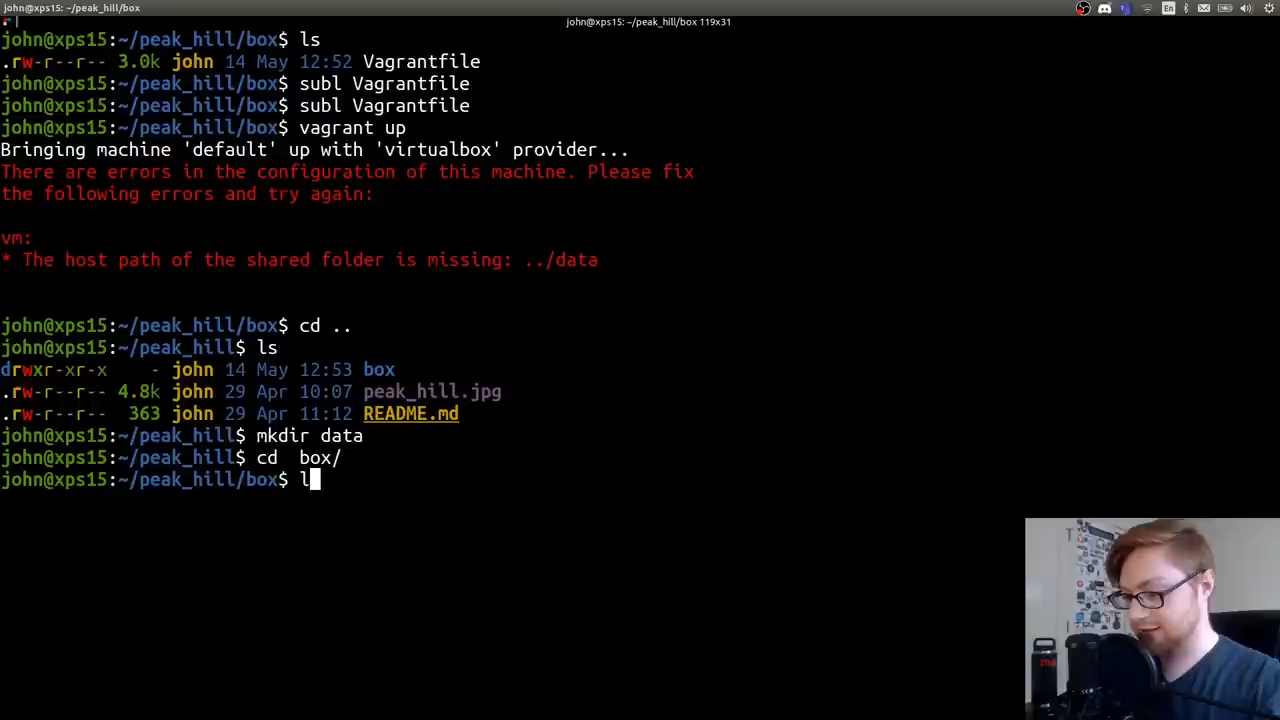 john@xps15: ~/peak_hill/box
En
john@xps15: ~/peak_hill/box 119x31
john@xps15:~/peak_hill/box$ ls
.rw-r--r-- 3.0k john 14 May 12:52 Vagrantfile
john@xps15:~/peak_hill/box$ subl Vagrantfile
john@xps15:~/peak_hill/box$ subl Vagrantfile
john@xps15:~/peak_hill/box$ vagrant up
Bringing machine 'default' up with 'virtualbox' provider...
There are errors in the configuration of this machine. Please fix
the following errors and try again:
vm:
* The host path of the shared folder is missing: ../data
john@xps15:~/peak_hill/box$ cd ..
john@xps15:~/peak_hill$ ls
drwxr-xr-x    - john 14 May 12:53 box
.rw-r--r-- 4.8k john 29 Apr 10:07 peak_hill.jpg
.rw-r--r--  363 john 29 Apr 11:12 README.md
john@xps15:~/peak_hill$ mkdir data
john@xps15:~/peak_hill$ cd  box/
john@xps15:~/peak_hill/box$ l